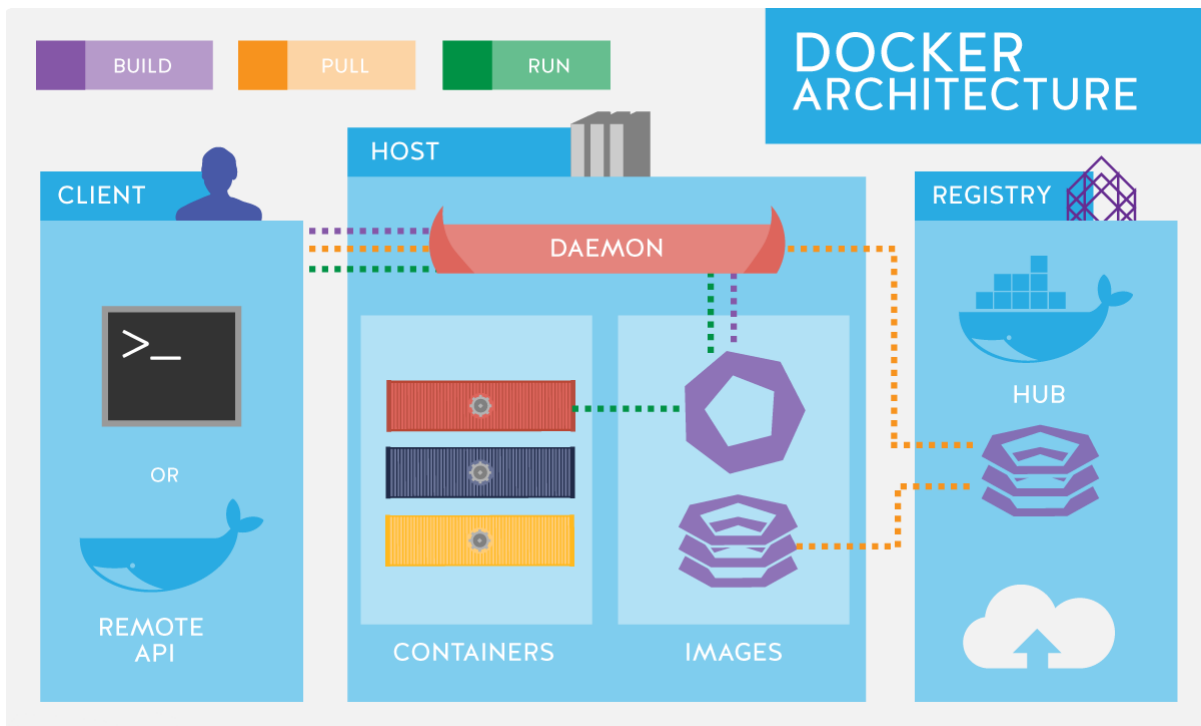 BUILD
PULL
RUN
DOCKER
ARCHITECTURE
CLIENT
>_
OR
REMOTE
API
HOST
DAEMON
CONTAINERS
IMAGES
REGISTRY
HUB